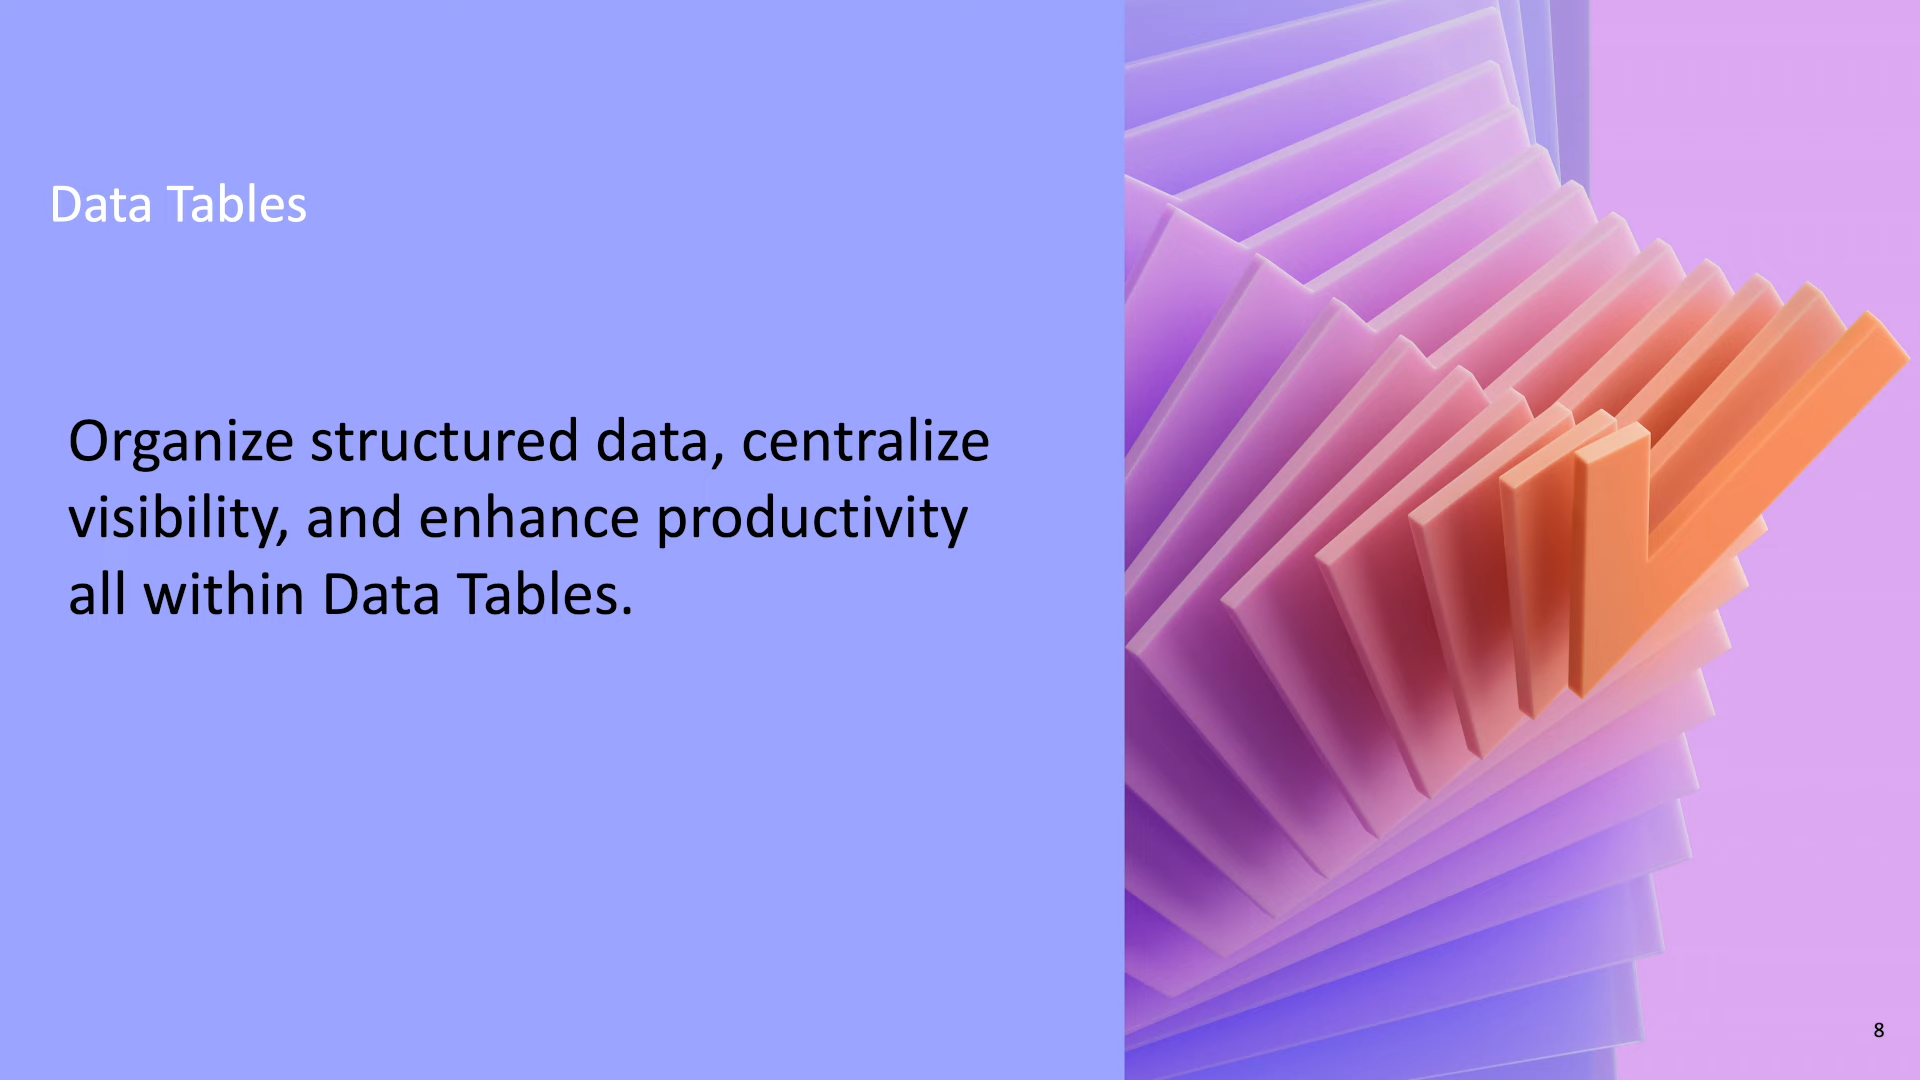 Data Tables
Organize structured data, centralize
visibility, and enhance productivity
all within Data Tables.
8